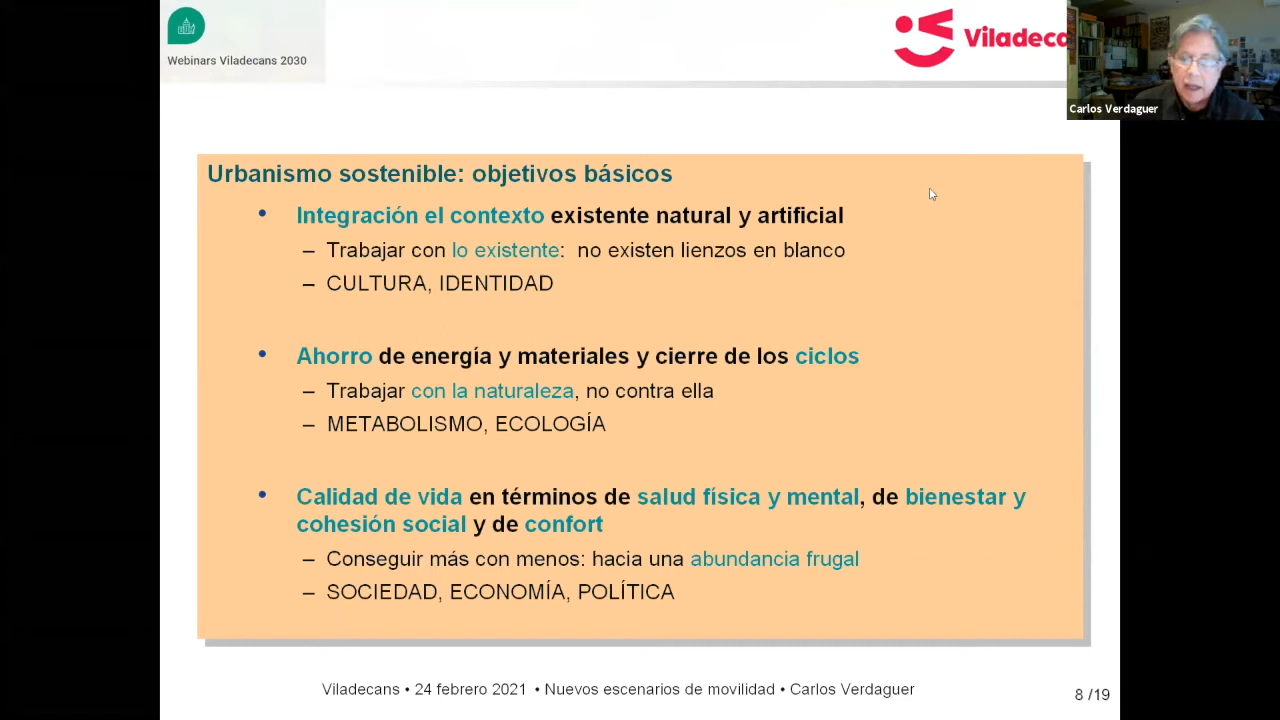 Webinars Viladecans 2030
Viladeca
Carlos Verdaguer
Urbanismo sostenible: objetivos básicos
• Integración el contexto existente natural y artificial
– Trabajar con lo existente: no existen lienzos en blanco
– CULTURA, IDENTIDAD
• Ahorro de energía y materiales y cierre de los ciclos
– Trabajar con la naturaleza, no contra ella
– METABOLISMO, ECOLOGÍA
• Calidad de vida en términos de salud física y mental, de bienestar y
cohesión social y de confort
– Conseguir más con menos: hacia una abundancia frugal
– SOCIEDAD, ECONOMÍA, POLÍTICA
Viladecans • 24 febrero 2021 • Nuevos escenarios de movilidad • Carlos Verdaguer
8 /19